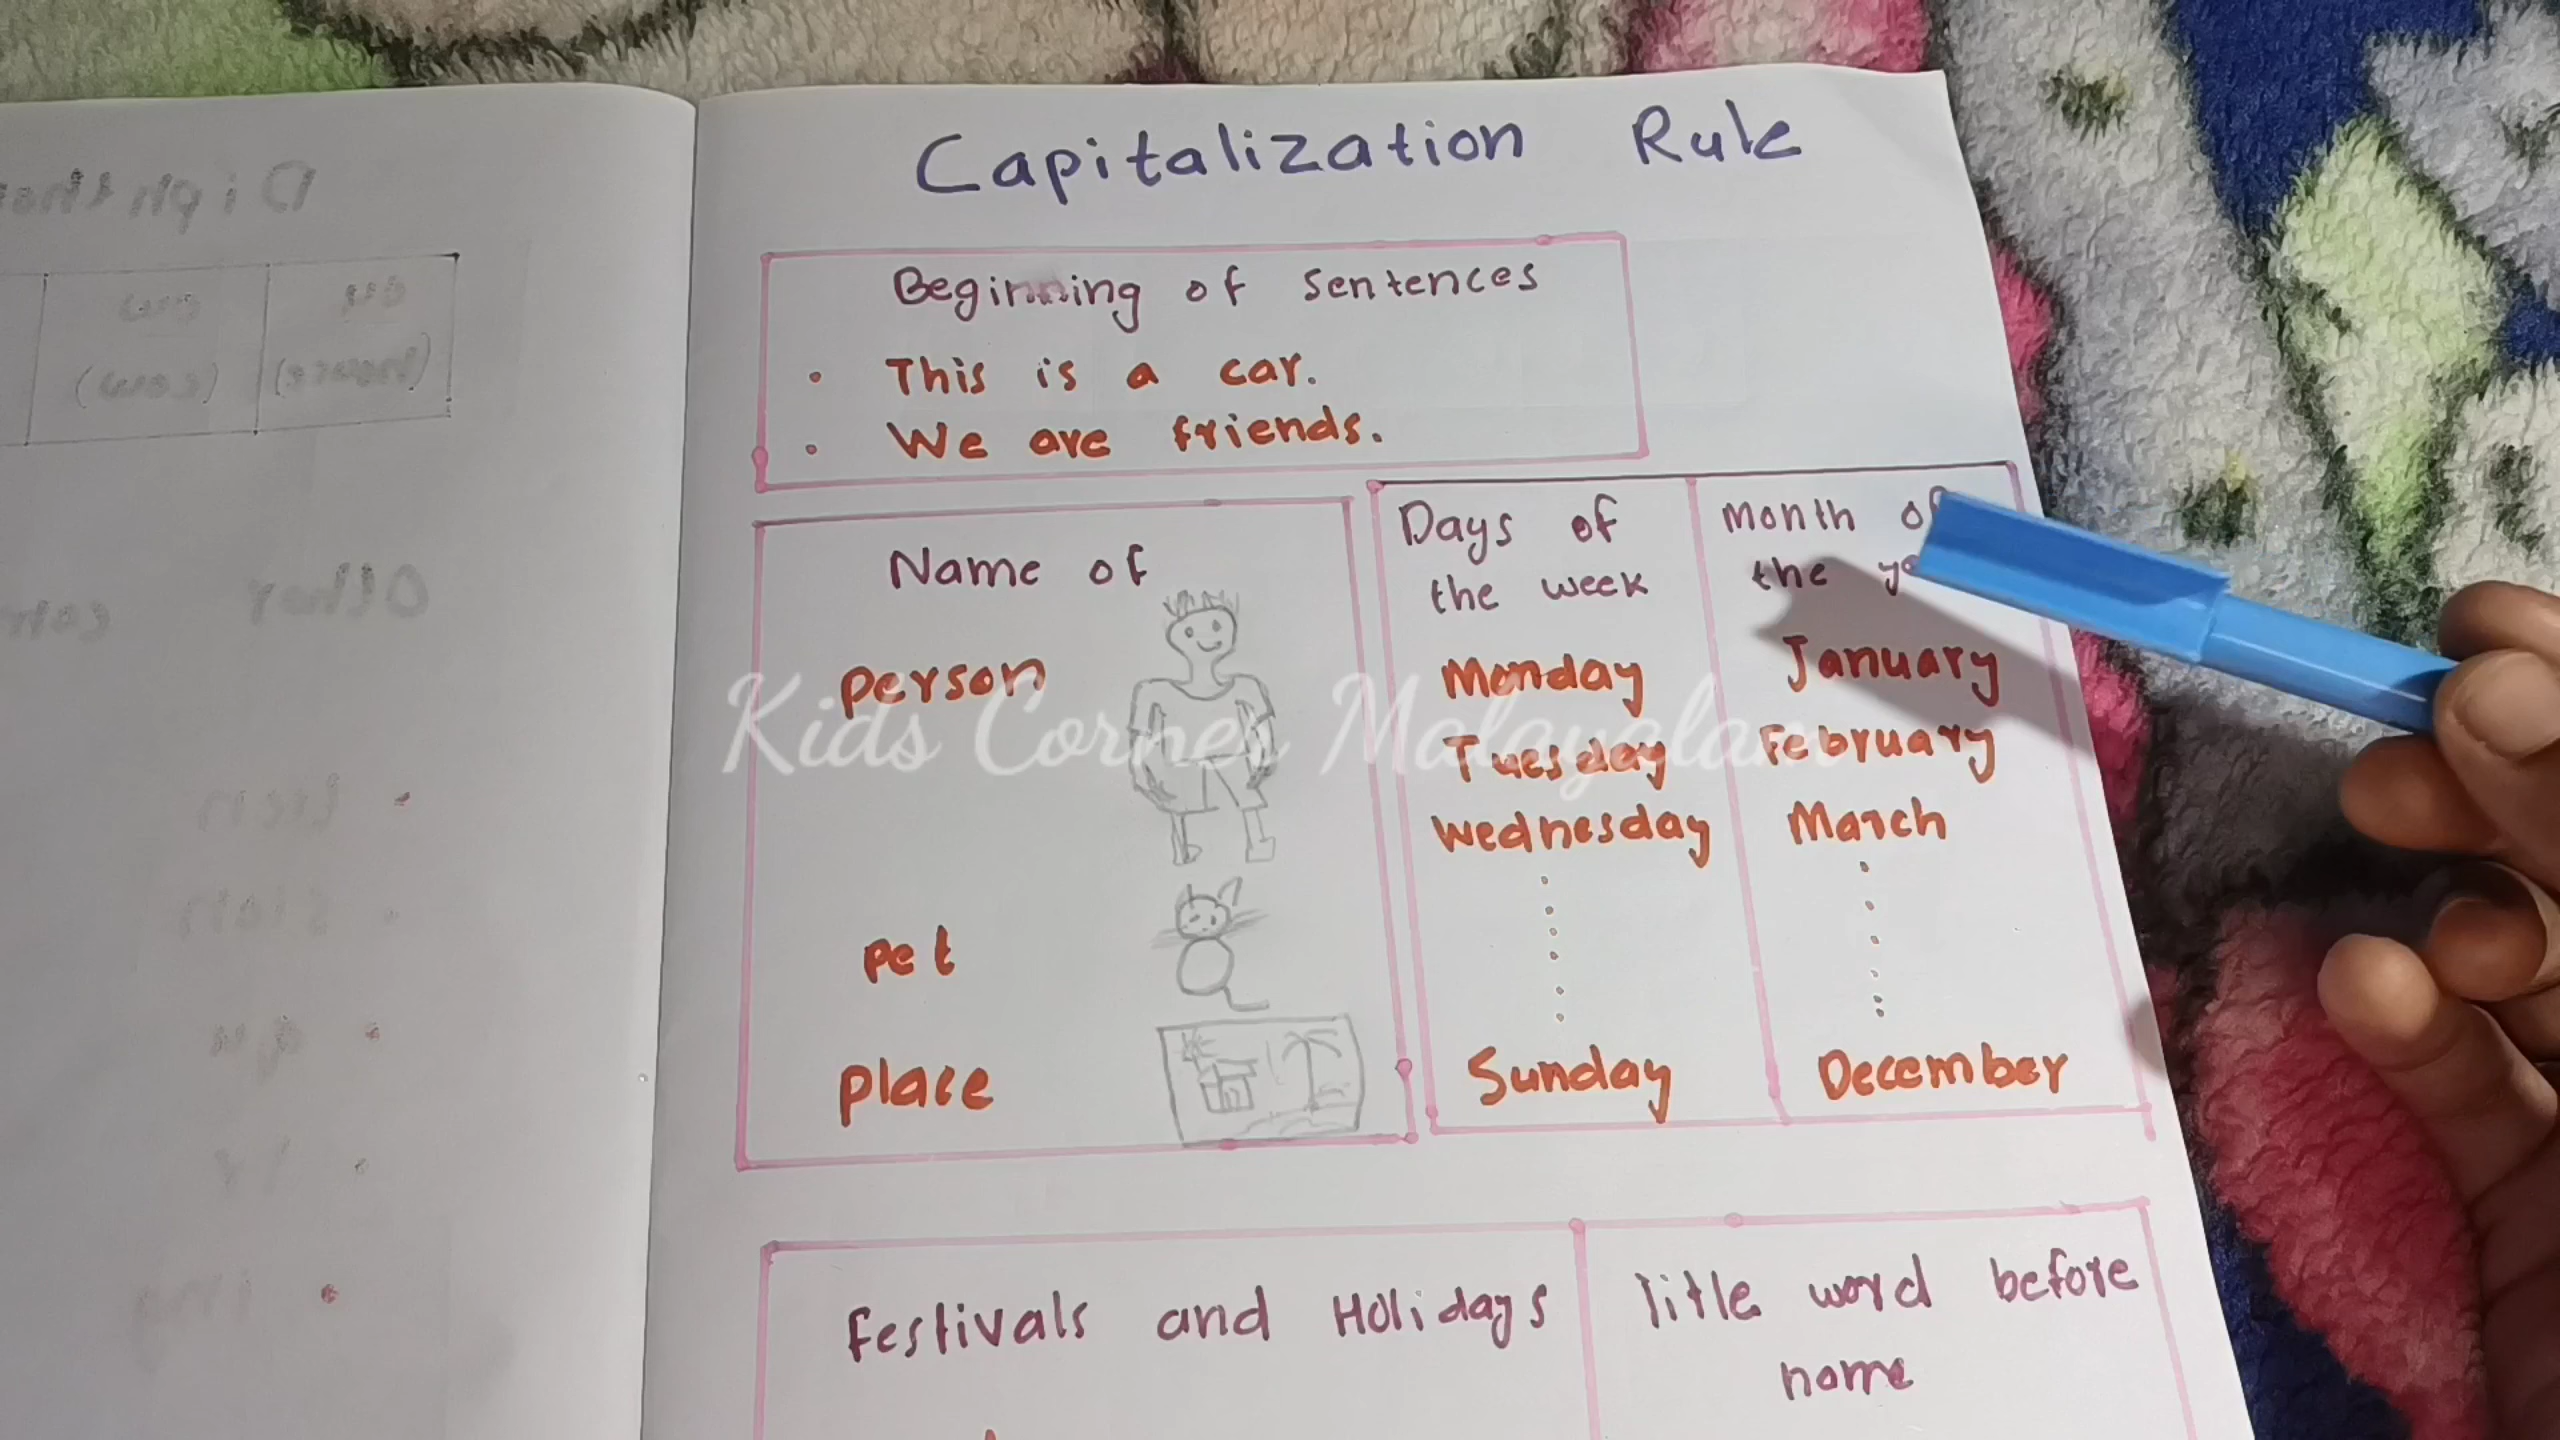 Capitalization Rule
Beginning of sentences
• This is a car.
• We are friends.
Name of
person
pet
place
Days of
the week
Monday
Tuesday
Wednesday
Sunday
Month of
the
January
February
March
December
Festivals and Holidays
Title word before
name
Kids Corner Malayalam
Other